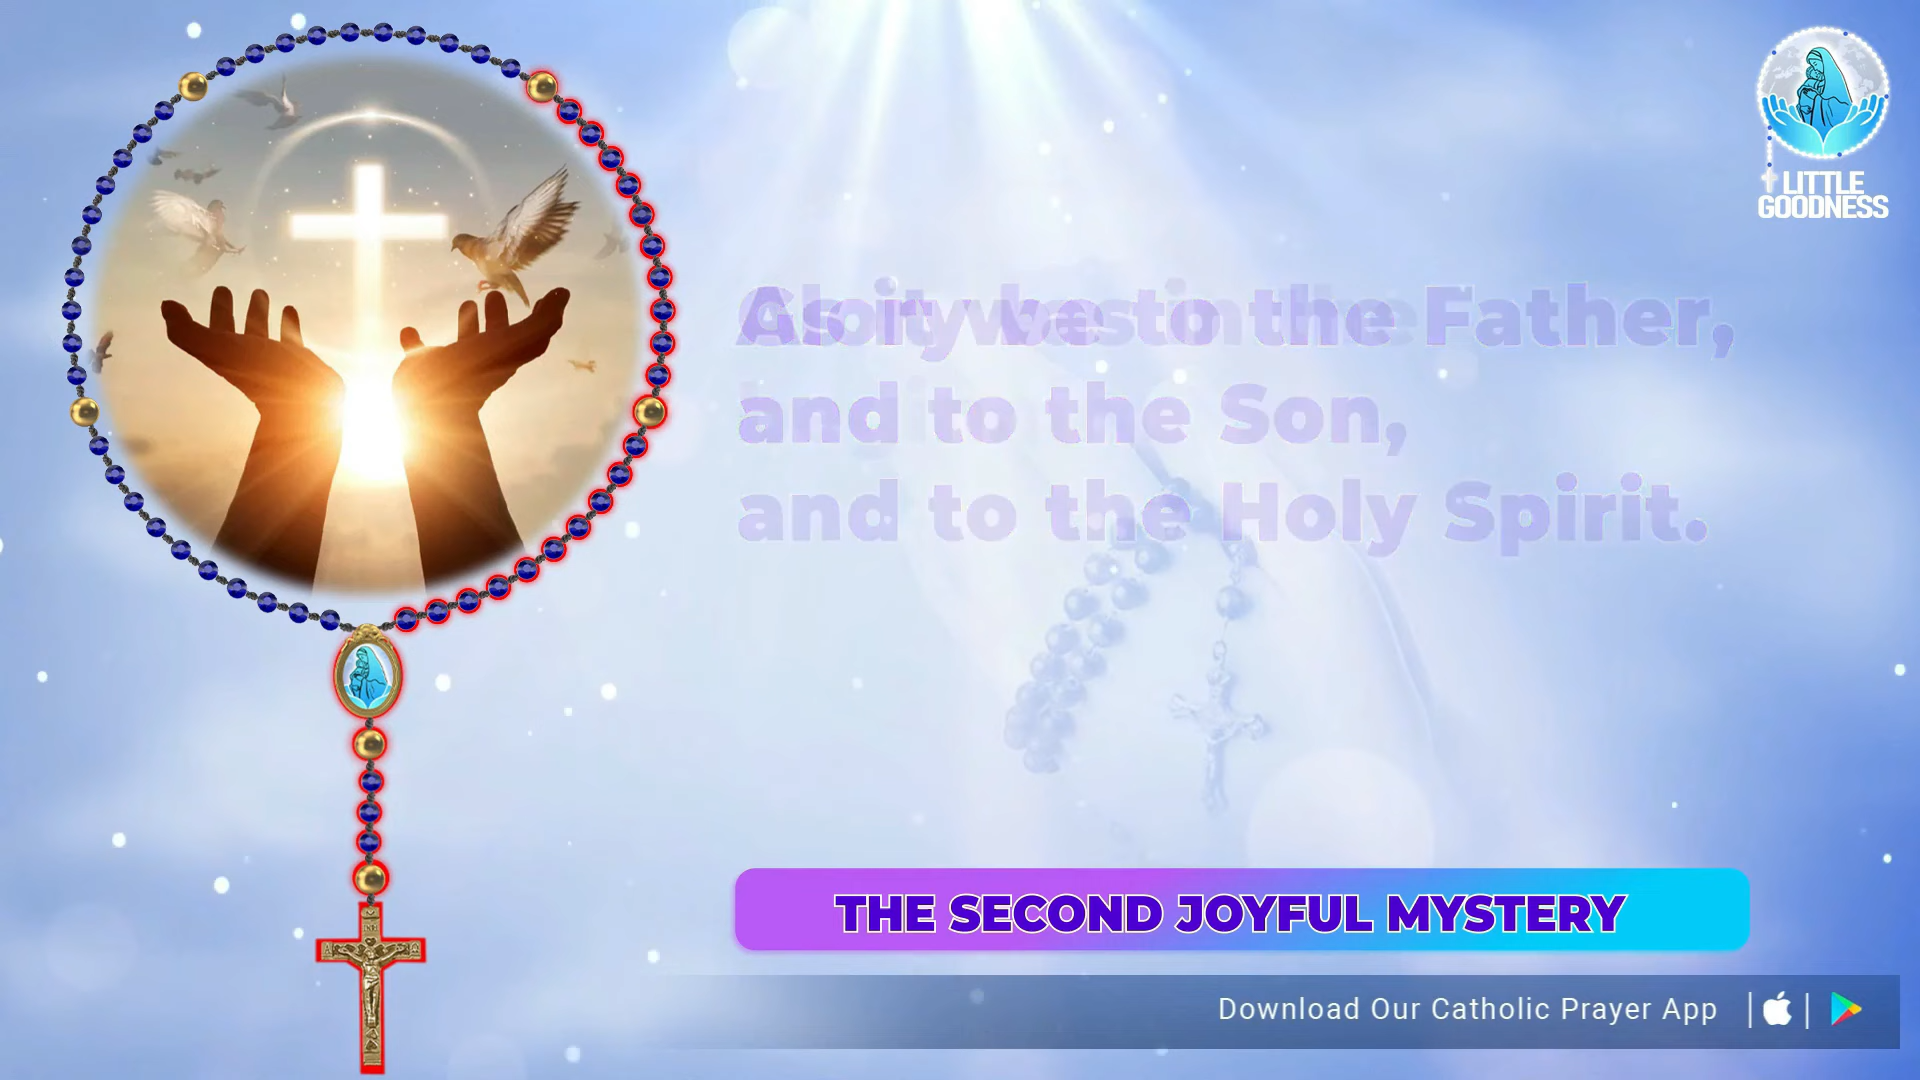 LITTLE
GOODNESS
Glory be to the Father,
and to the Son,
and to the Holy Spirit.
THE SECOND JOYFUL MYSTERY
Download Our Catholic Prayer App